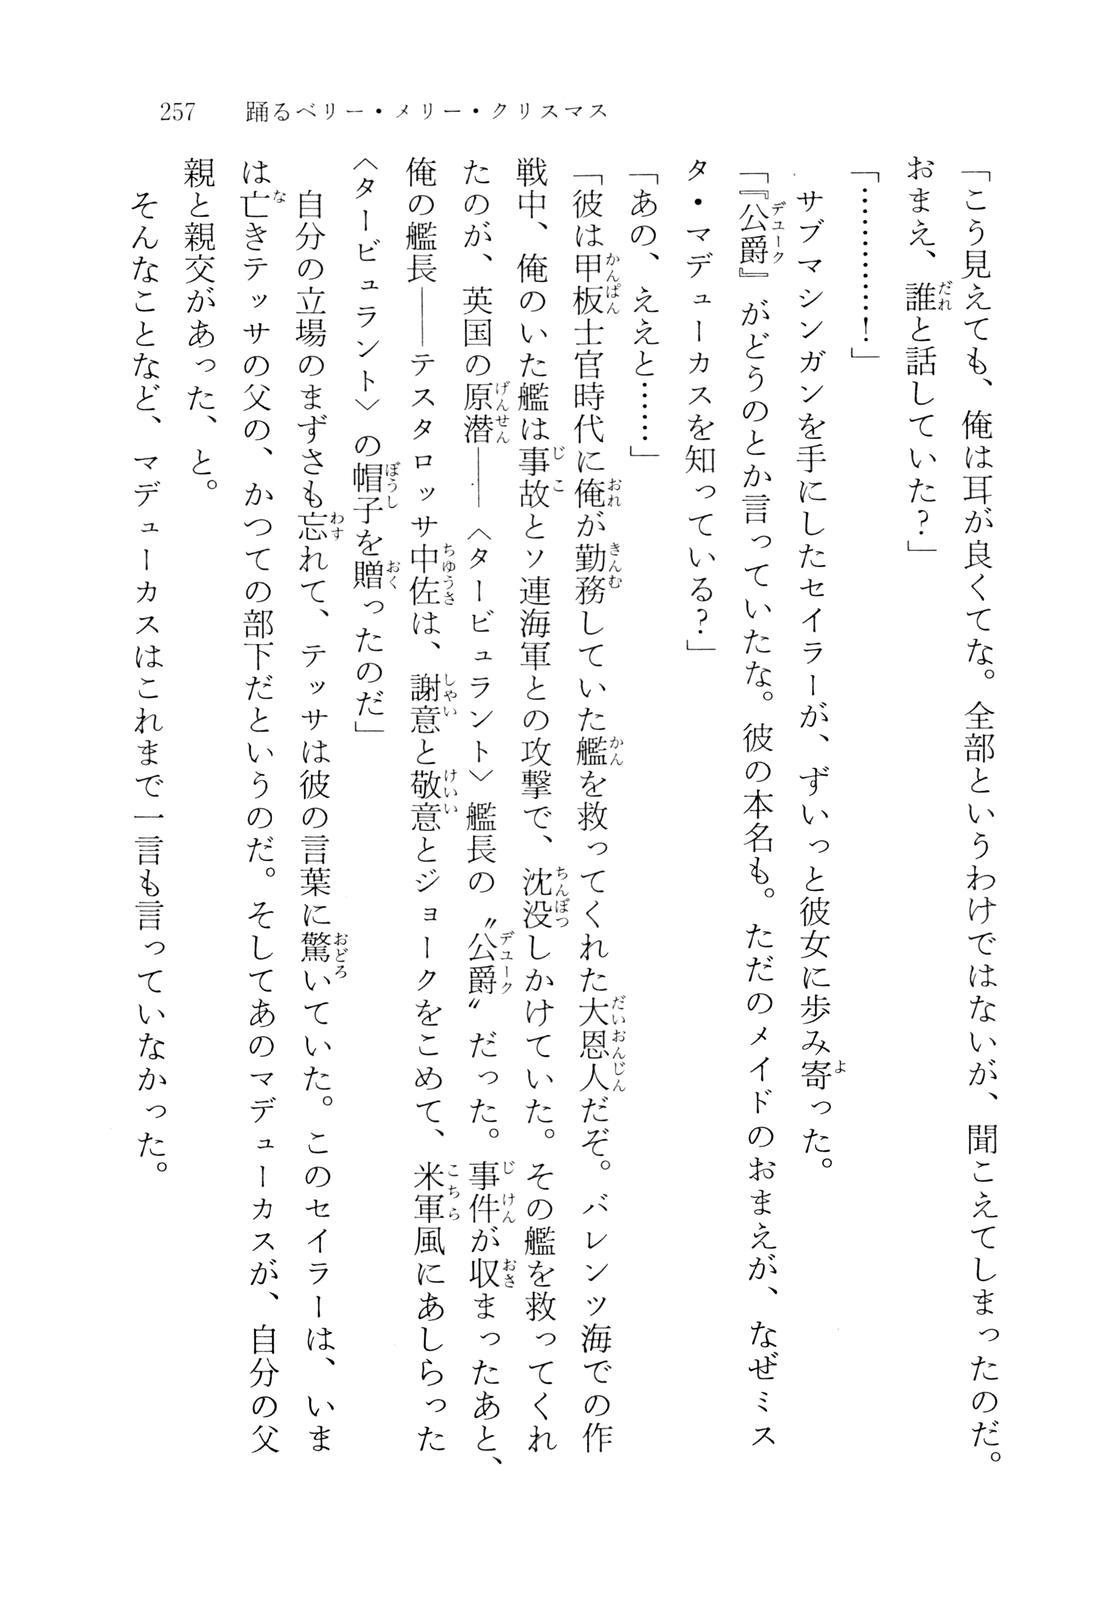 257　踊るベリー・メリー・クリスマス
「こう見えても、俺は耳が良くてな。全部というわけではないが、聞こえてしまったのだ。
おまえ、誰と話していた？」
「…………！」
サブマシンガンを手にしたセイラーが、ずいっと彼女に歩み寄った。
「『公爵』がどうのとか言っていたな。彼の本名も。ただのメイドのおまえが、なぜミス
タ・マデューカスを知っている？」
「あの、ええと……」
「彼は甲板士官時代に俺が勤務していた艦を救ってくれた大恩人だぞ。バレンツ海での作
戦中、俺のいた艦は事故とソ連海軍との攻撃で、沈没しかけていた。その艦を救ってくれ
たのが、英国の原潜――〈タービュラント〉艦長の〝公爵〟だった。事件が収まったあと、
俺の艦長――テスタロッサ中佐は、謝意と敬意とジョークをこめて、米軍風にあしらった
〈タービュラント〉の帽子を贈ったのだ」
自分の立場のまずさも忘れて、テッサは彼の言葉に驚いていた。このセイラーは、いま
は亡きテッサの父の、かつての部下だというのだ。そしてあのマデューカスが、自分の父
親と親交があった、と。
そんなことなど、マデューカスはこれまで一言も言っていなかった。